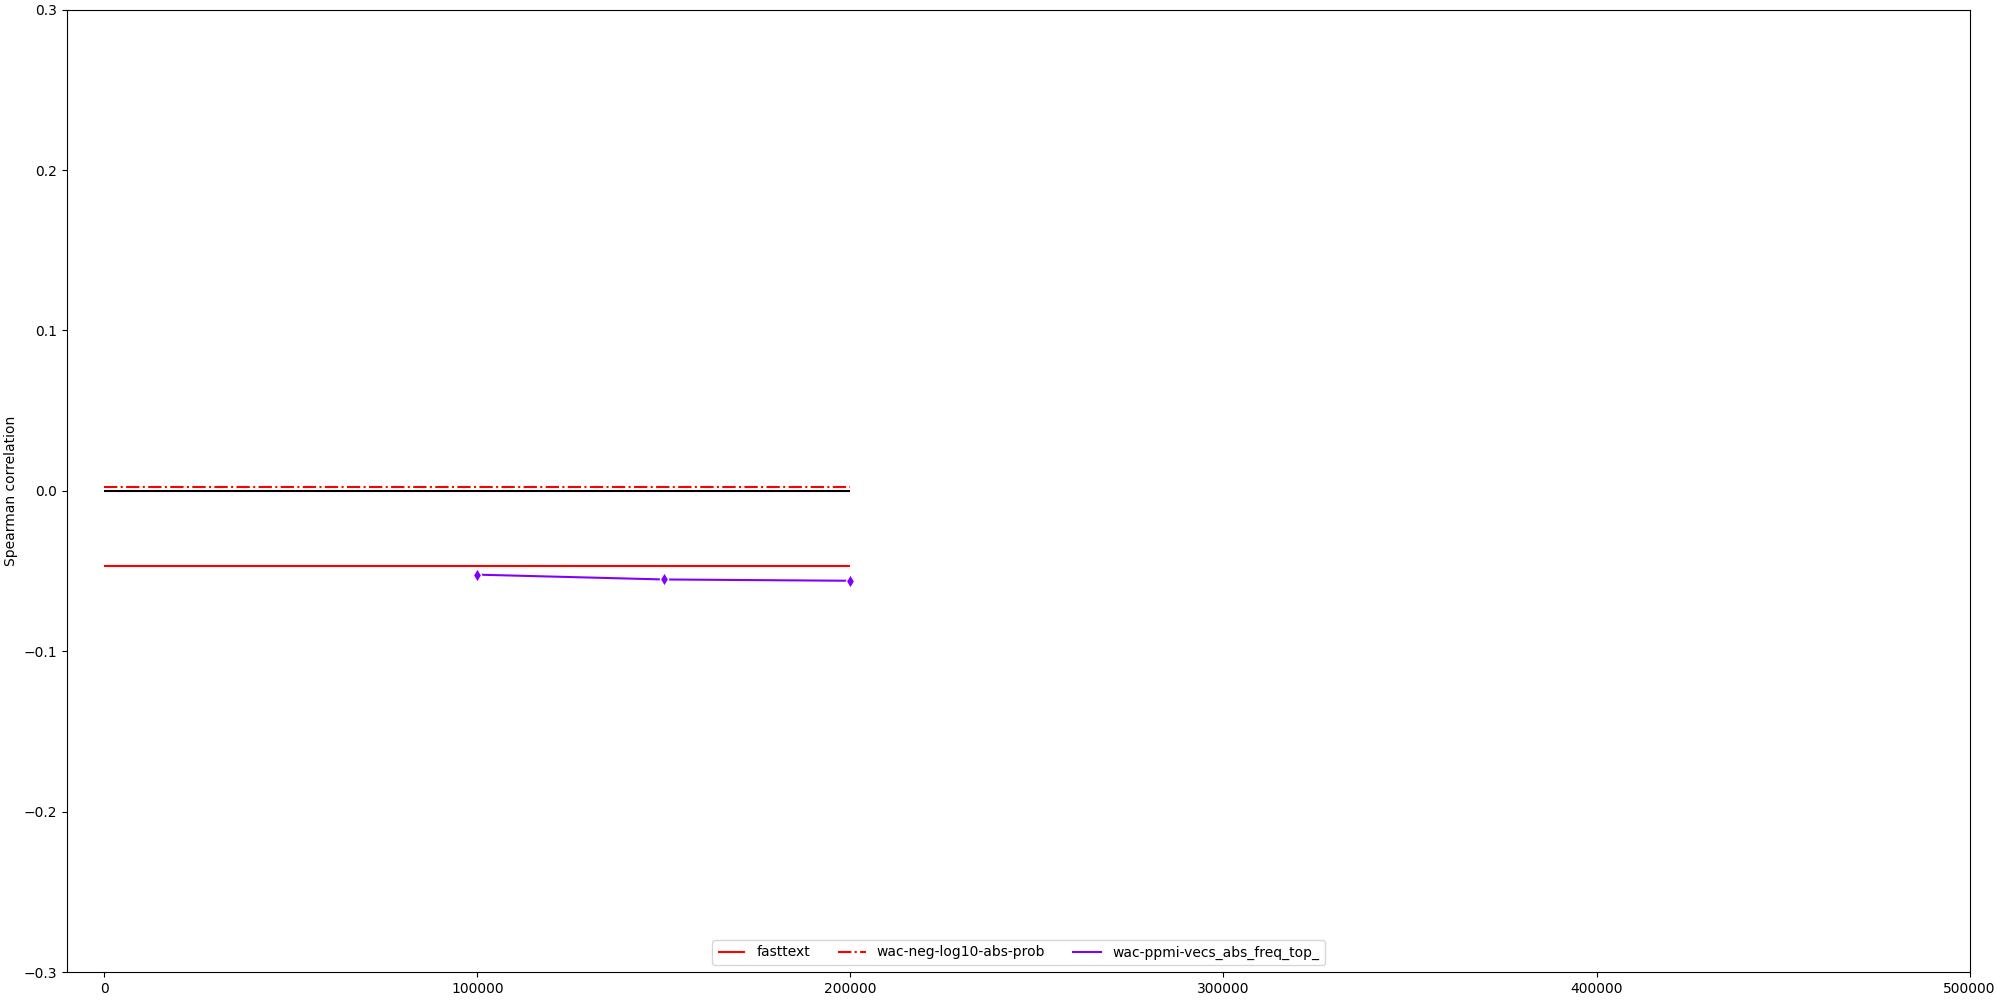 0.3
0.2
0.1
0.0
−0.1
−0.2
−0.3
Spearman correlation
fasttext wac-neg-log10-abs-prob wac-ppmi-vecs_abs_freq_top_
0 100000 200000 300000 400000 500000